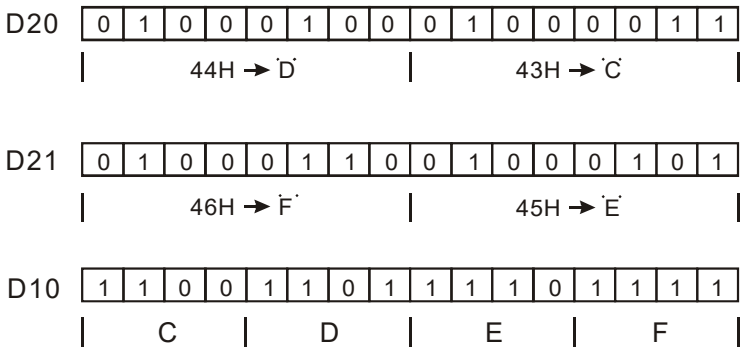 D20 0 1 0 0 0 1 0 0 0 1 0 0 0 0 1 1
44H → 'D' 43H → 'C'
D21 0 1 0 0 0 1 1 0 0 1 0 0 0 1 0 1
46H → 'F' 45H → 'E'
D10 1 1 0 0 1 1 0 1 1 1 1 0 1 1 1 1
C D E F